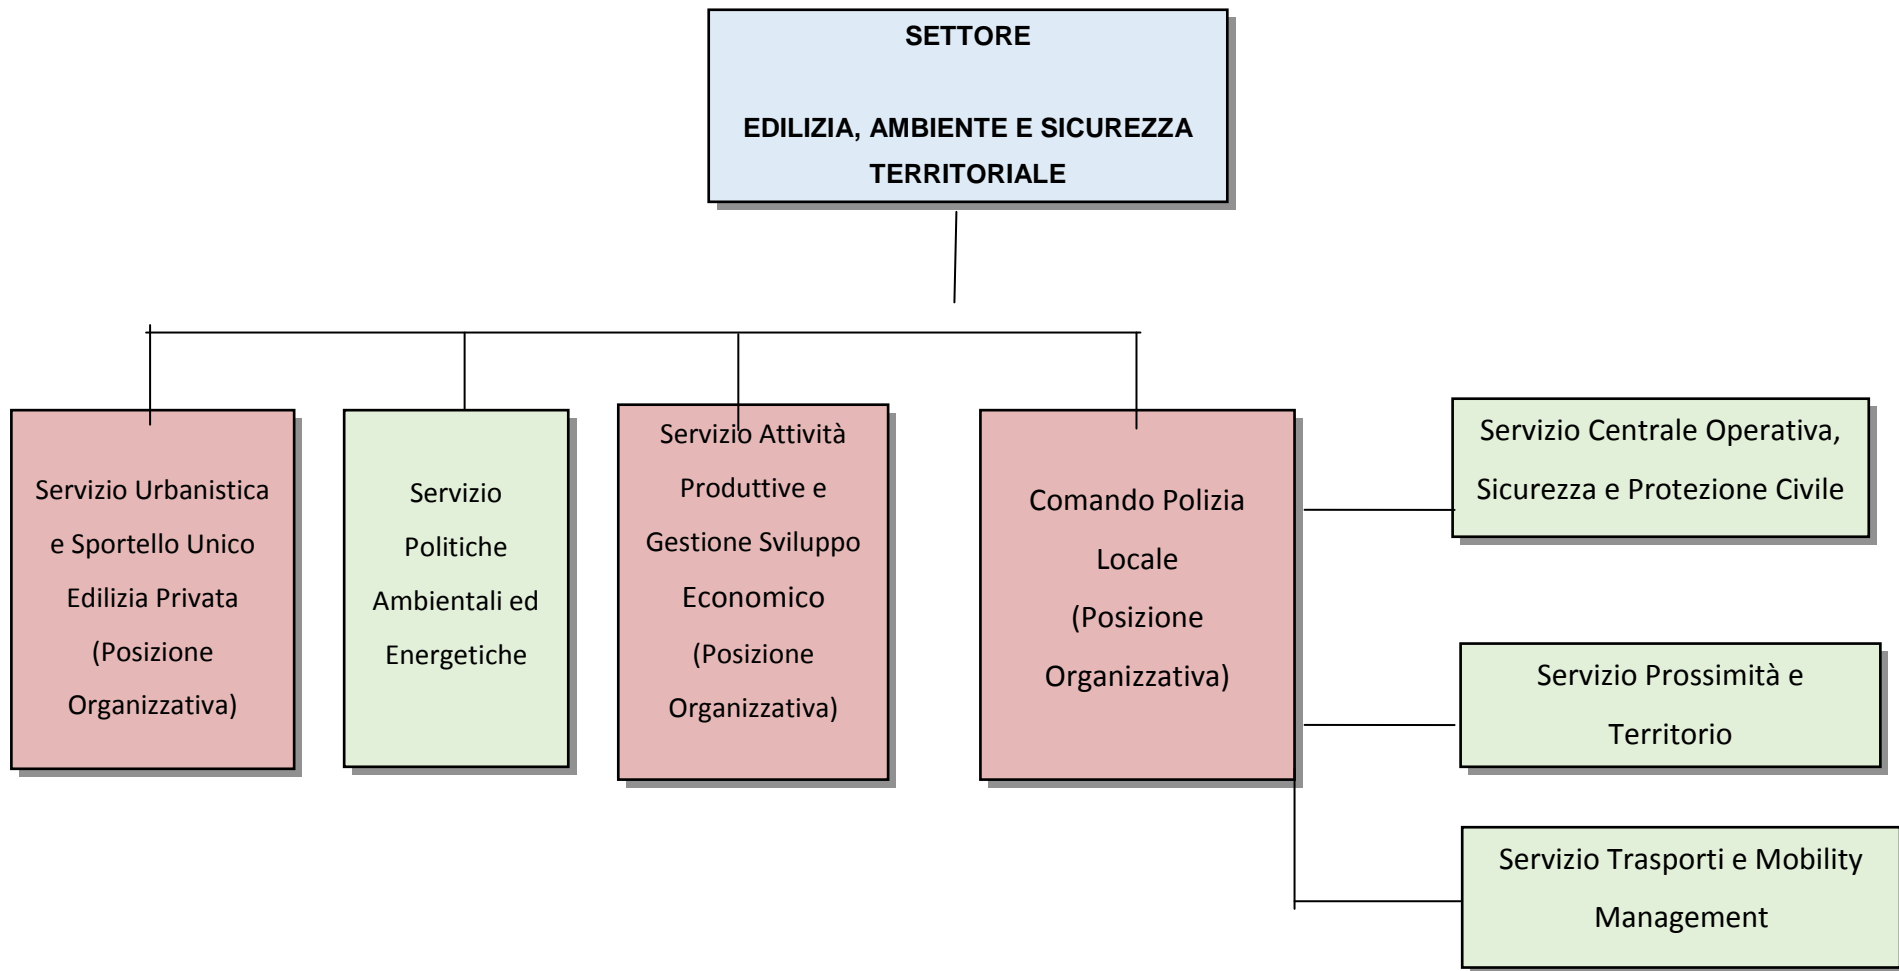 SETTORE
EDILIZIA, AMBIENTE E SICUREZZA
TERRITORIALE
Servizio Urbanistica
e Sportello Unico
Edilizia Privata
(Posizione
Organizzativa)
Servizio
Politiche
Ambientali ed
Energetiche
Servizio Attività
Produttive e
Gestione Sviluppo
Economico
(Posizione
Organizzativa)
Comando Polizia
Locale
(Posizione
Organizzativa)
Servizio Centrale Operativa,
Sicurezza e Protezione Civile
Servizio Prossimità e
Territorio
Servizio Trasporti e Mobility
Management